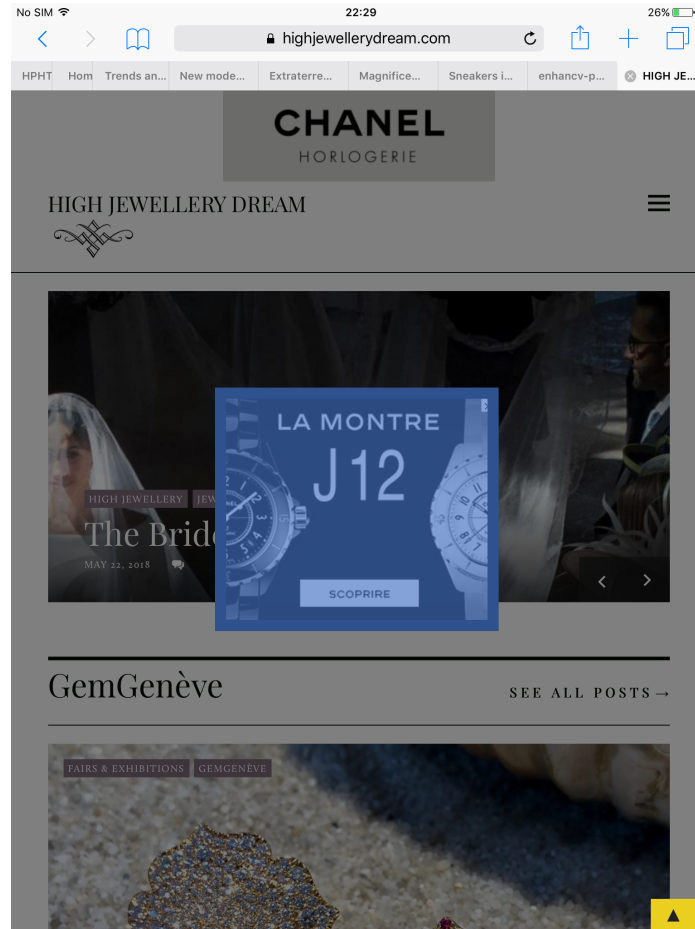 No SIM 22:29 26%
highjewellerydream.com
HPHT Hom Trends an... New mode... Extraterre... Magnifice... Sneakers i... enhancv-p... HIGH JE...
CHANEL
HORLOGERIE
HIGH JEWELLERY DREAM
LA MONTRE
J12
SCOPRIRE
HIGH JEWELLERY JEW
The Bride
MAY 22, 2018
GemGenève
SEE ALL POSTS→
FAIRS & EXHIBITIONS GEMGENÈVE